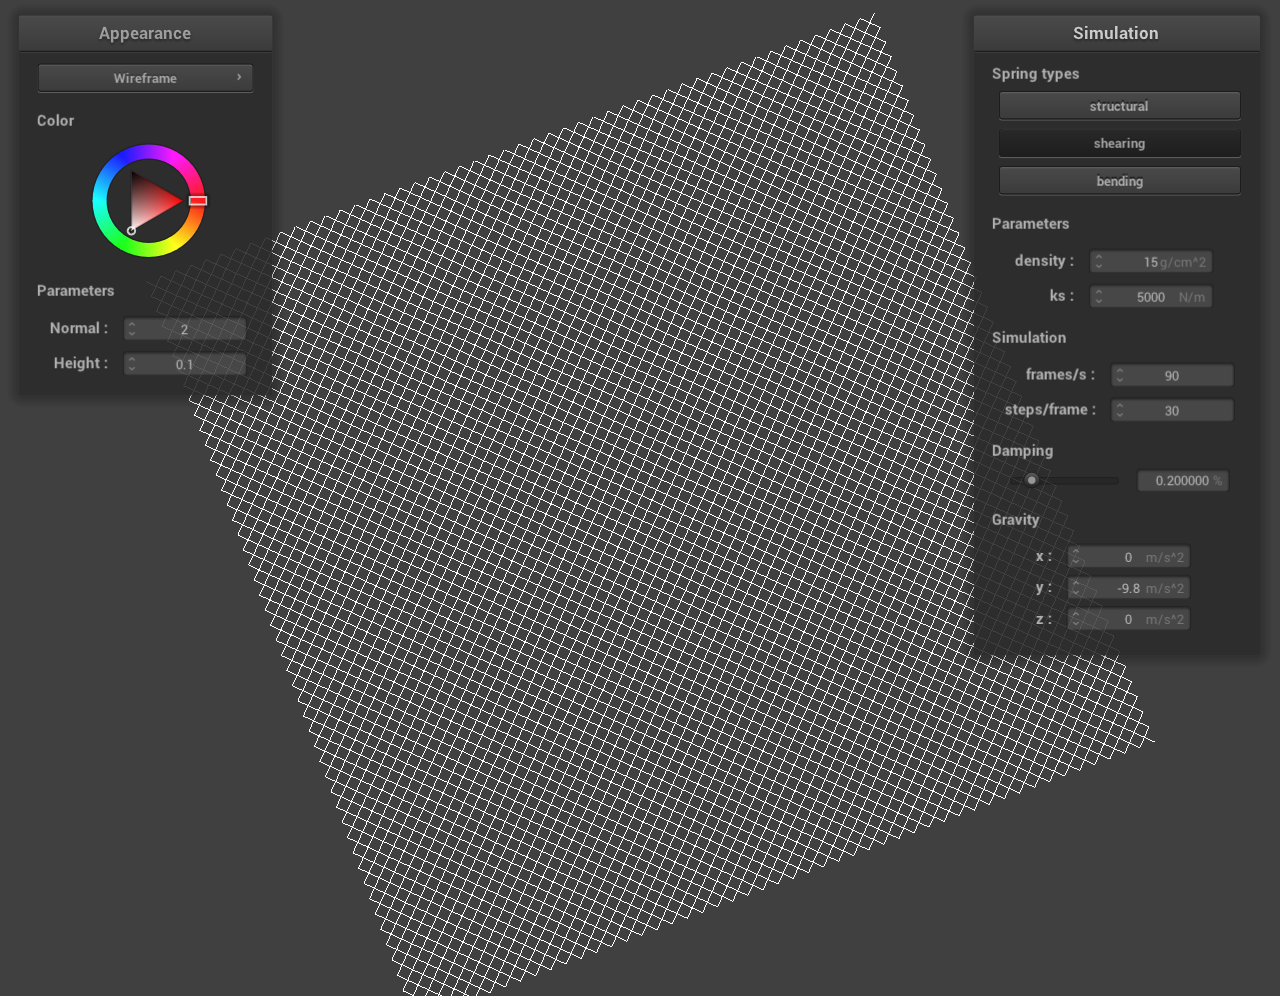 Appearance
Wireframe
Color
Parameters
Normal : 2
Height : 0.1
Simulation
Spring types
structural
shearing
bending
Parameters
density : 15 g/cm^2
ks : 5000 N/m
Simulation
frames/s : 90
steps/frame : 30
Damping
0.200000 %
Gravity
x : 0 m/s^2
y : -9.8 m/s^2
z : 0 m/s^2